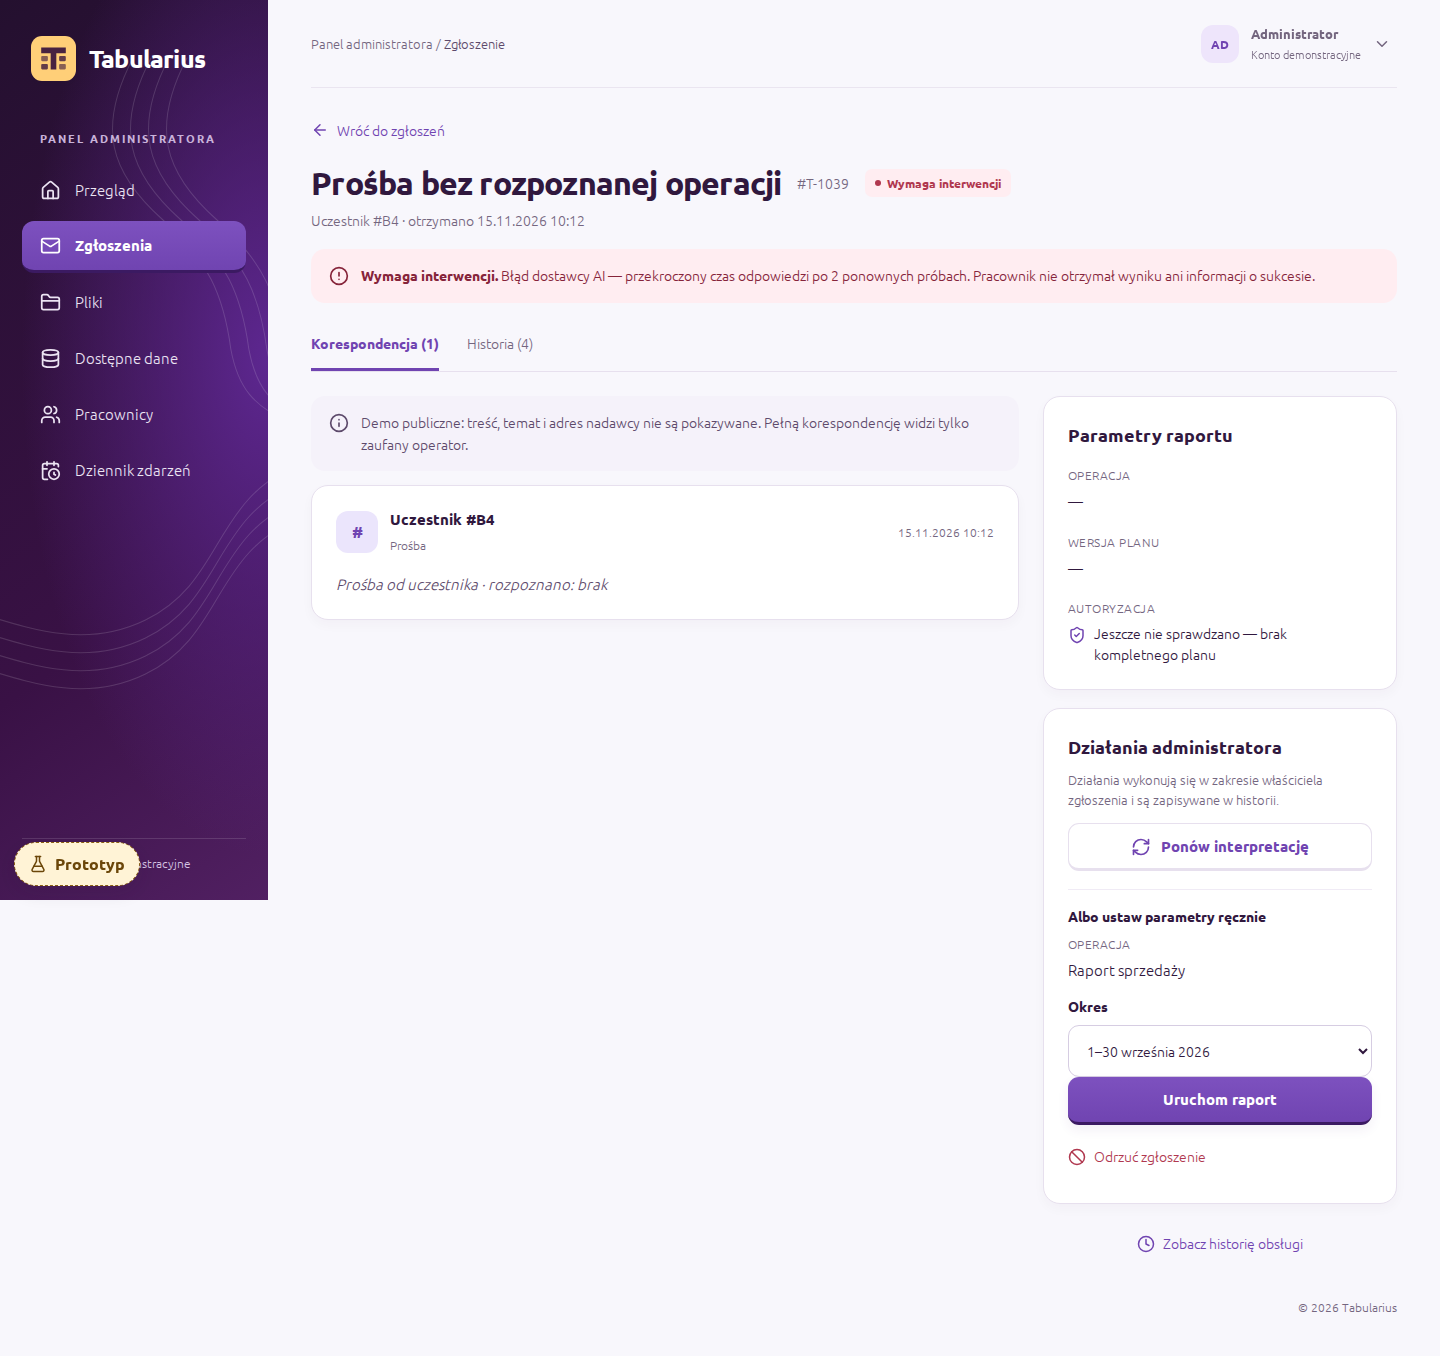 Tabularius
PANEL ADMINISTRATORA
Przegląd
Zgłoszenia
Pliki
Dostępne dane
Pracownicy
Dziennik zdarzeń
Prototyp
stracyjne
Panel administratora / Zgłoszenie
AD
Administrator
Konto demonstracyjne
Wróć do zgłoszeń
Prośba bez rozpoznanej operacji #T-1039 Wymaga interwencji
Uczestnik #B4 · otrzymano 15.11.2026 10:12
Wymaga interwencji. Błąd dostawcy AI — przekroczony czas odpowiedzi po 2 ponownych próbach. Pracownik nie otrzymał wyniku ani informacji o sukcesie.
Korespondencja (1) Historia (4)
Demo publiczne: treść, temat i adres nadawcy nie są pokazywane. Pełną korespondencję widzi tylko
zaufany operator.
#
Uczestnik #B4
Prośba
15.11.2026 10:12
Prośba od uczestnika · rozpoznano: brak
Parametry raportu
OPERACJA
—
WERSJA PLANU
—
AUTORYZACJA
Jeszcze nie sprawdzano — brak
kompletnego planu
Działania administratora
Działania wykonują się w zakresie właściciela
zgłoszenia i są zapisywane w historii.
Ponów interpretację
Albo ustaw parametry ręcznie
OPERACJA
Raport sprzedaży
Okres
1–30 września 2026
Uruchom raport
Odrzuć zgłoszenie
Zobacz historię obsługi
© 2026 Tabularius